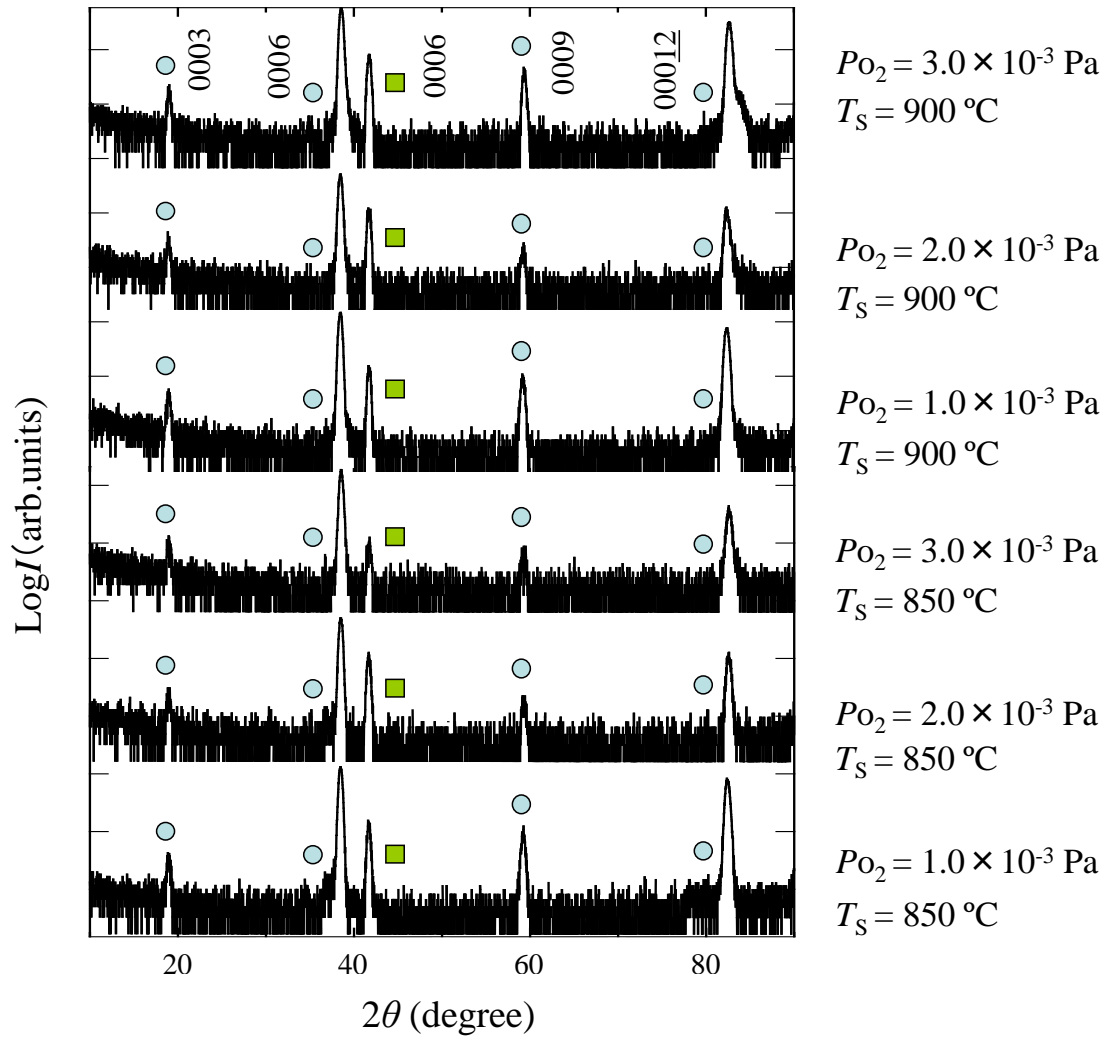 0003
0006
0006
0009
00012
Po₂ = 3.0 × 10⁻³ Pa
Tₛ = 900 ºC
Po₂ = 2.0 × 10⁻³ Pa
Tₛ = 900 ºC
Po₂ = 1.0 × 10⁻³ Pa
Tₛ = 900 ºC
Po₂ = 3.0 × 10⁻³ Pa
Tₛ = 850 ºC
Po₂ = 2.0 × 10⁻³ Pa
Tₛ = 850 ºC
Po₂ = 1.0 × 10⁻³ Pa
Tₛ = 850 ºC
LogI(arb.units)
20 40 60 80
2θ (degree)